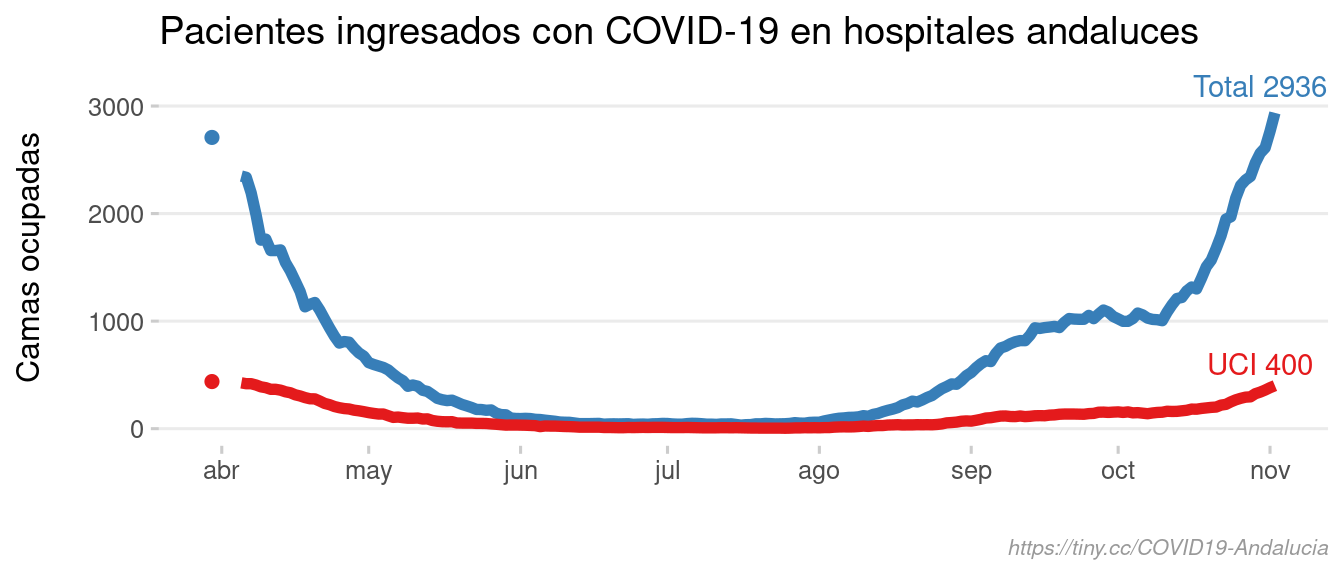 Pacientes ingresados con COVID-19 en hospitales andaluces
Total 2936
3000
2000
1000
0
Camas ocupadas
UCI 400
abr may jun jul ago sep oct nov
https://tiny.cc/COVID19-Andalucia